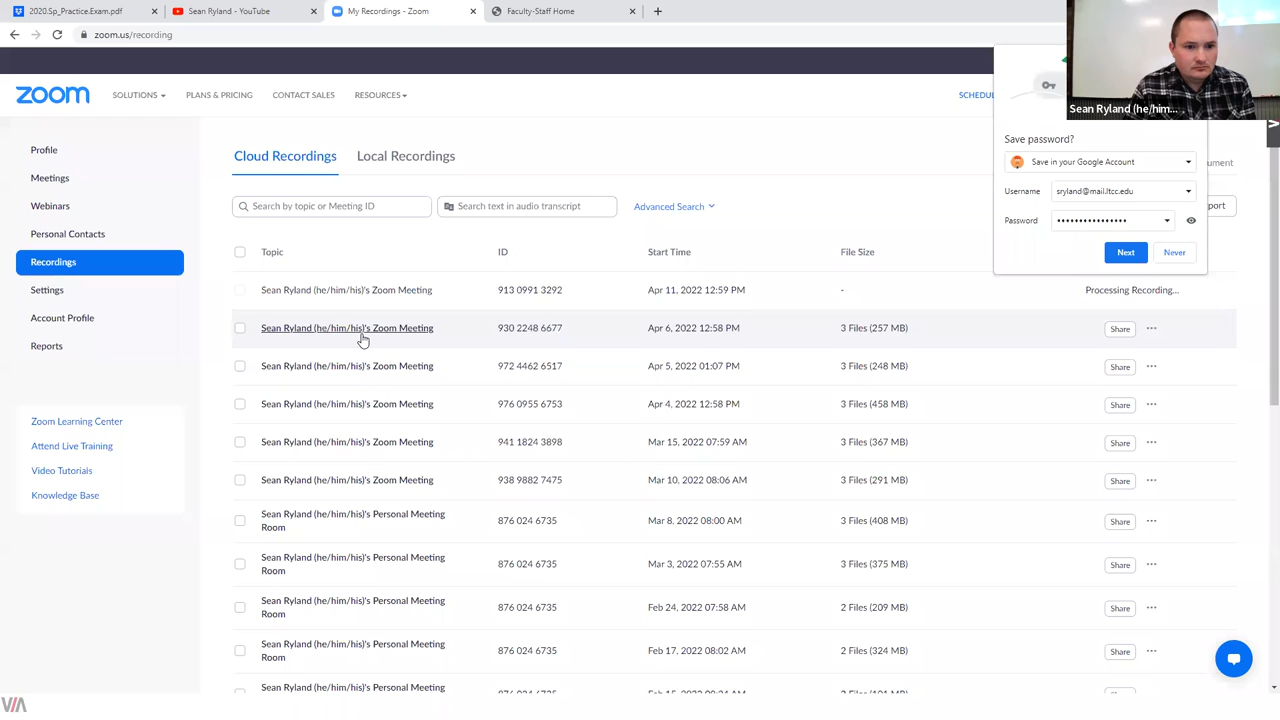 2020.Sp_Practice.Exam.pdf
Sean Ryland - YouTube
My Recordings - Zoom
Faculty-Staff Home
zoom.us/recording
zoom
SOLUTIONS
PLANS & PRICING
CONTACT SALES
RESOURCES
SCHEDU
Sean Ryland (he/him...
Save password?
Save in your Google Account
Username
sryland@mail.ltcc.edu
Password
••••••••••••••••
Next
Never
Profile
Meetings
Webinars
Personal Contacts
Recordings
Settings
Account Profile
Reports
Zoom Learning Center
Attend Live Training
Video Tutorials
Knowledge Base
Cloud Recordings
Local Recordings
ument
Search by topic or Meeting ID
Search text in audio transcript
Advanced Search
port
Topic ID Start Time File Size
Sean Ryland (he/him/his)'s Zoom Meeting 913 0991 3292 Apr 11, 2022 12:59 PM - Processing Recording...
Sean Ryland (he/him/his)'s Zoom Meeting 930 2248 6677 Apr 6, 2022 12:58 PM 3 Files (257 MB) Share ...
Sean Ryland (he/him/his)'s Zoom Meeting 972 4462 6517 Apr 5, 2022 01:07 PM 3 Files (248 MB) Share ...
Sean Ryland (he/him/his)'s Zoom Meeting 976 0955 6753 Apr 4, 2022 12:58 PM 3 Files (458 MB) Share ...
Sean Ryland (he/him/his)'s Zoom Meeting 941 1824 3898 Mar 15, 2022 07:59 AM 3 Files (367 MB) Share ...
Sean Ryland (he/him/his)'s Zoom Meeting 938 9882 7475 Mar 10, 2022 08:06 AM 3 Files (291 MB) Share ...
Sean Ryland (he/him/his)'s Personal Meeting
Room
876 024 6735 Mar 8, 2022 08:00 AM 3 Files (408 MB) Share ...
Sean Ryland (he/him/his)'s Personal Meeting
Room
876 024 6735 Mar 3, 2022 07:55 AM 3 Files (375 MB) Share ...
Sean Ryland (he/him/his)'s Personal Meeting
Room
876 024 6735 Feb 24, 2022 07:58 AM 2 Files (209 MB) Share ...
Sean Ryland (he/him/his)'s Personal Meeting
Room
876 024 6735 Feb 17, 2022 08:02 AM 2 Files (324 MB) Share ...
Sean Ryland (he/him/his)'s Personal Meeting
VIA